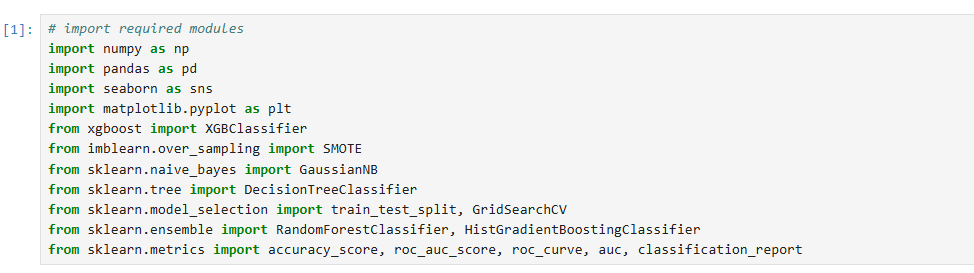 [1]: # import required modules
import numpy as np
import pandas as pd
import seaborn as sns
import matplotlib.pyplot as plt
from xgboost import XGBClassifier
from imblearn.over_sampling import SMOTE
from sklearn.naive_bayes import GaussianNB
from sklearn.tree import DecisionTreeClassifier
from sklearn.model_selection import train_test_split, GridSearchCV
from sklearn.ensemble import RandomForestClassifier, HistGradientBoostingClassifier
from sklearn.metrics import accuracy_score, roc_auc_score, roc_curve, auc, classification_report